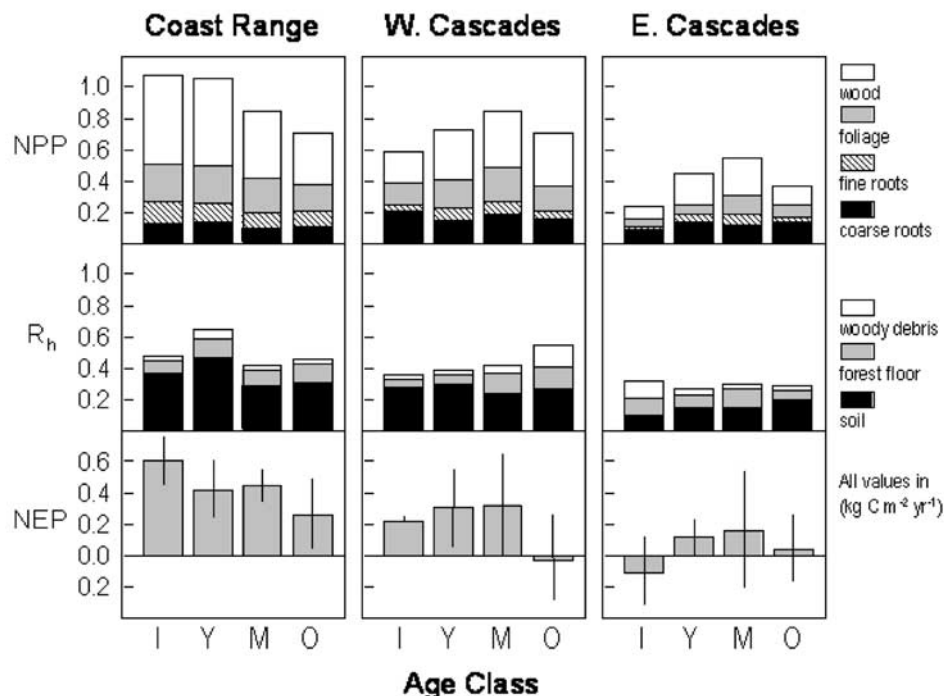 Coast Range W. Cascades E. Cascades
NPP
1.0
0.8
0.6
0.4
0.2
wood
foliage
fine roots
coarse roots
Rh
1.0
0.8
0.6
0.4
0.2
woody debris
forest floor
soil
NEP
0.6
0.4
0.2
0.0
0.2
All values in
(kg C m⁻² yr⁻¹)
I Y M O I Y M O I Y M O
Age Class